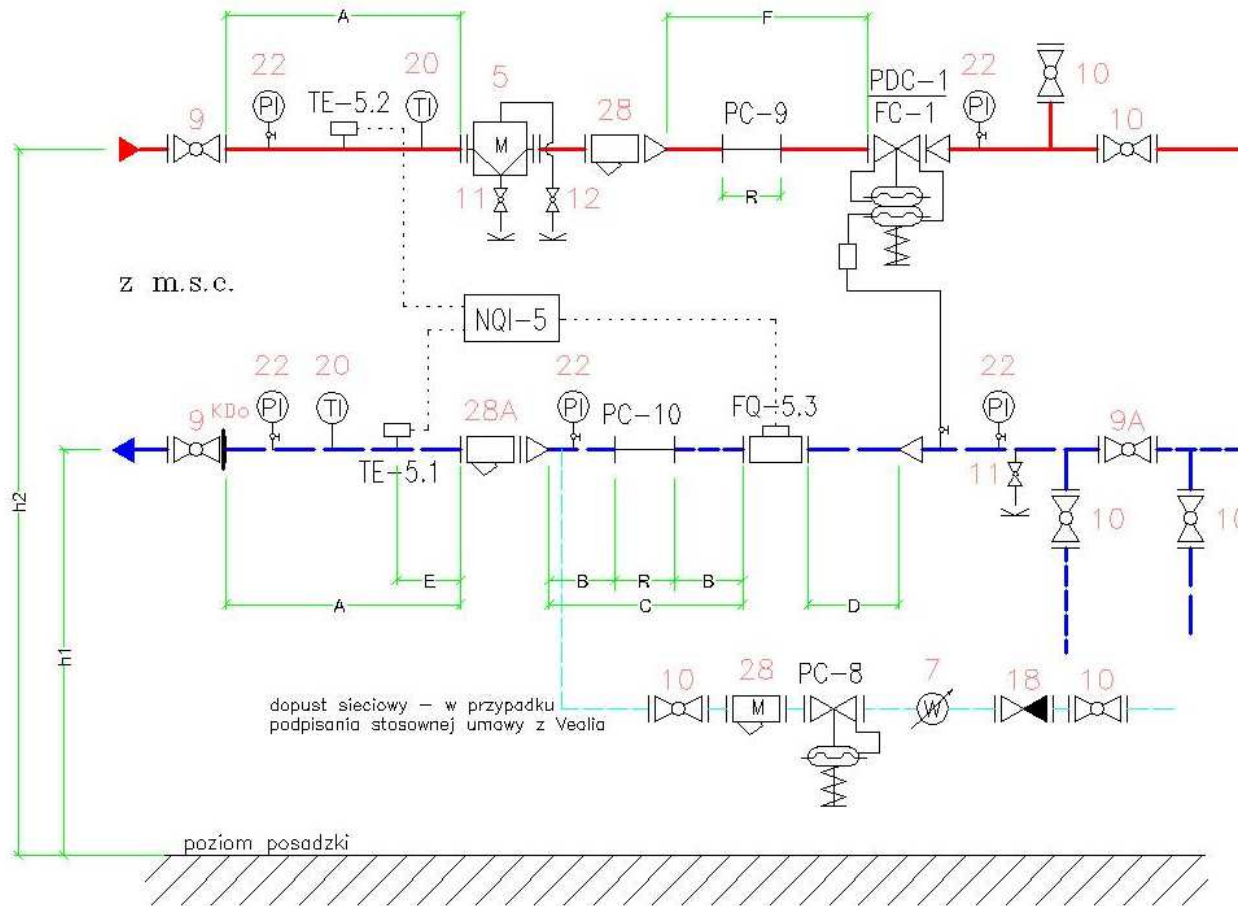 A
F
22
20
5
PDC-1
22
PI
TE-5.2
TI
28
PC-9
FC-1
PI
10
9
10
M
11
12
R
z m.s.c.
NQI-5
22
20
22
22
9
KDo
PI
TI
28A
PI
PC-10
FQ-5.3
PI
9A
TE-5.1
11
10
10
h2
E
B
R
B
A
C
D
h1
10
28
PC-8
7
18
10
M
W
dopust sieciowy – w przypadku
podpisania stosownej umowy z Veolia
poziom posadzki